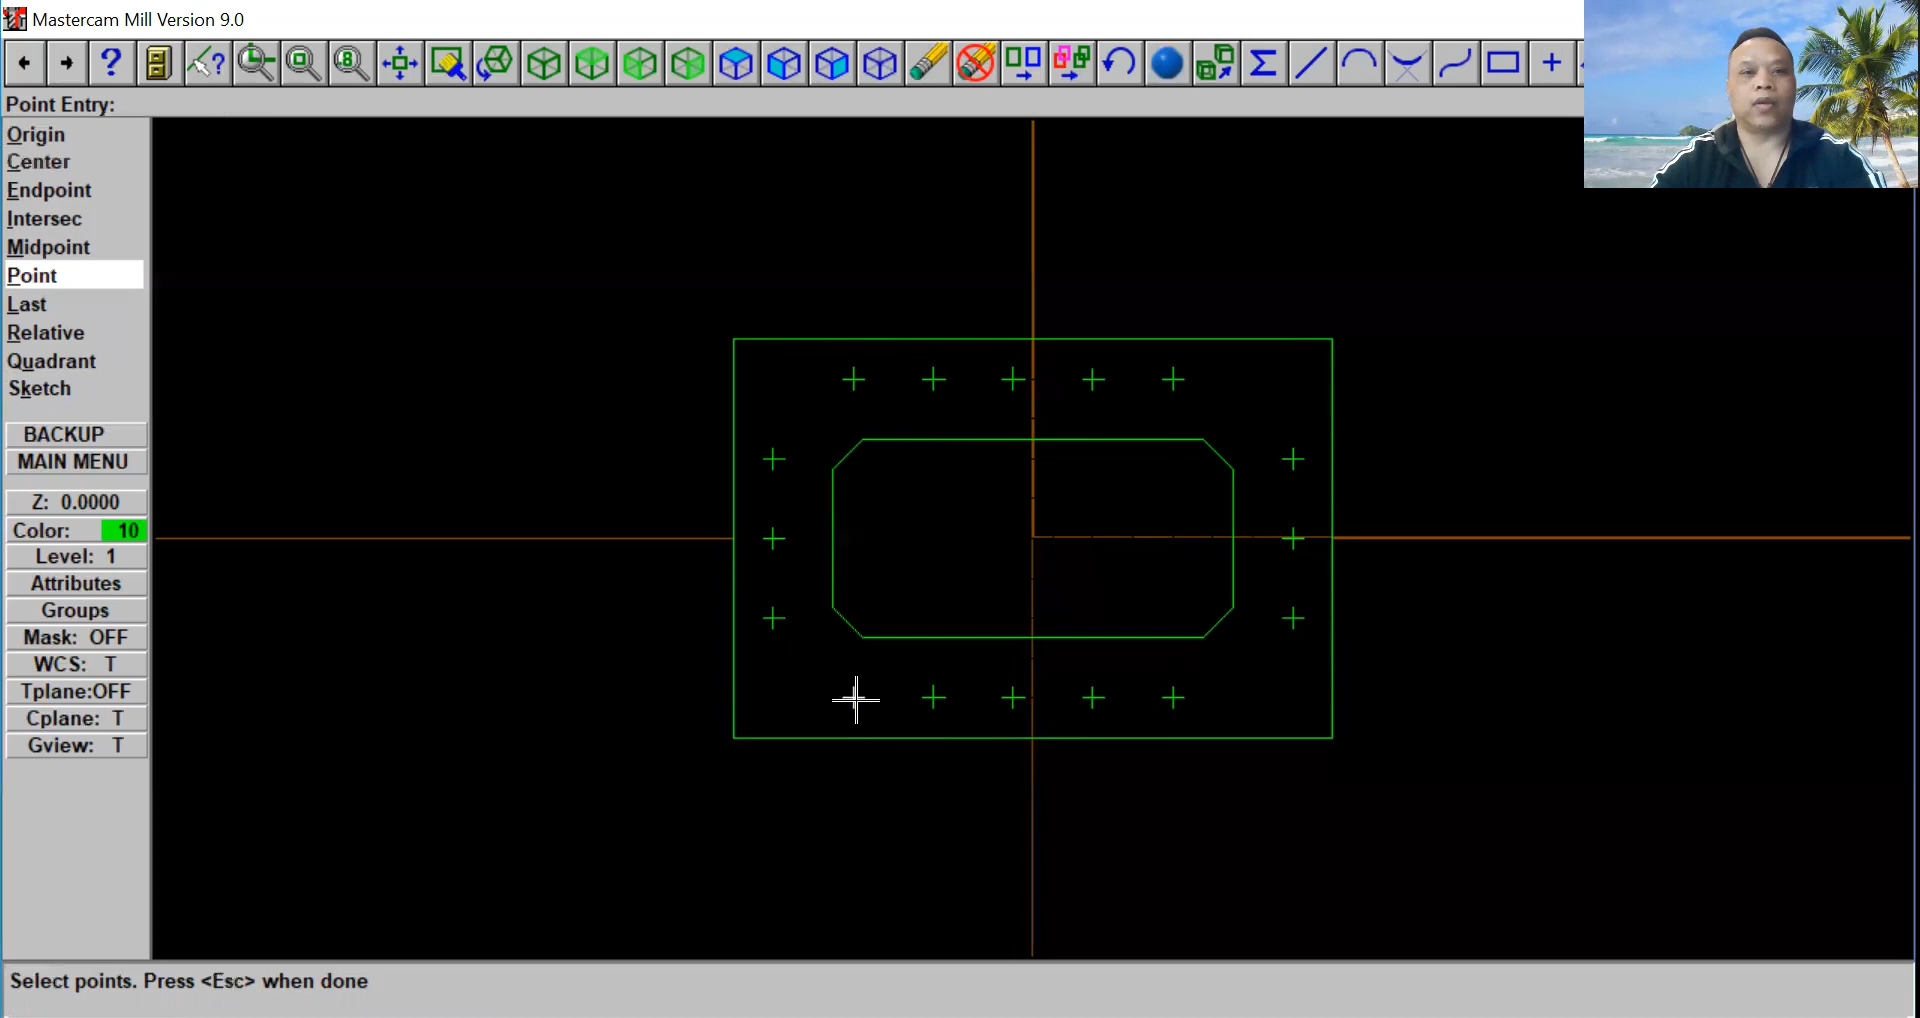 Mastercam Mill Version 9.0
Point Entry:
Origin
Center
Endpoint
Intersec
Midpoint
Point
Last
Relative
Quadrant
Sketch
BACKUP
MAIN MENU
Z: 0.0000
Color: 10
Level: 1
Attributes
Groups
Mask: OFF
WCS: T
Tplane:OFF
Cplane: T
Gview: T
Select points. Press <Esc> when done